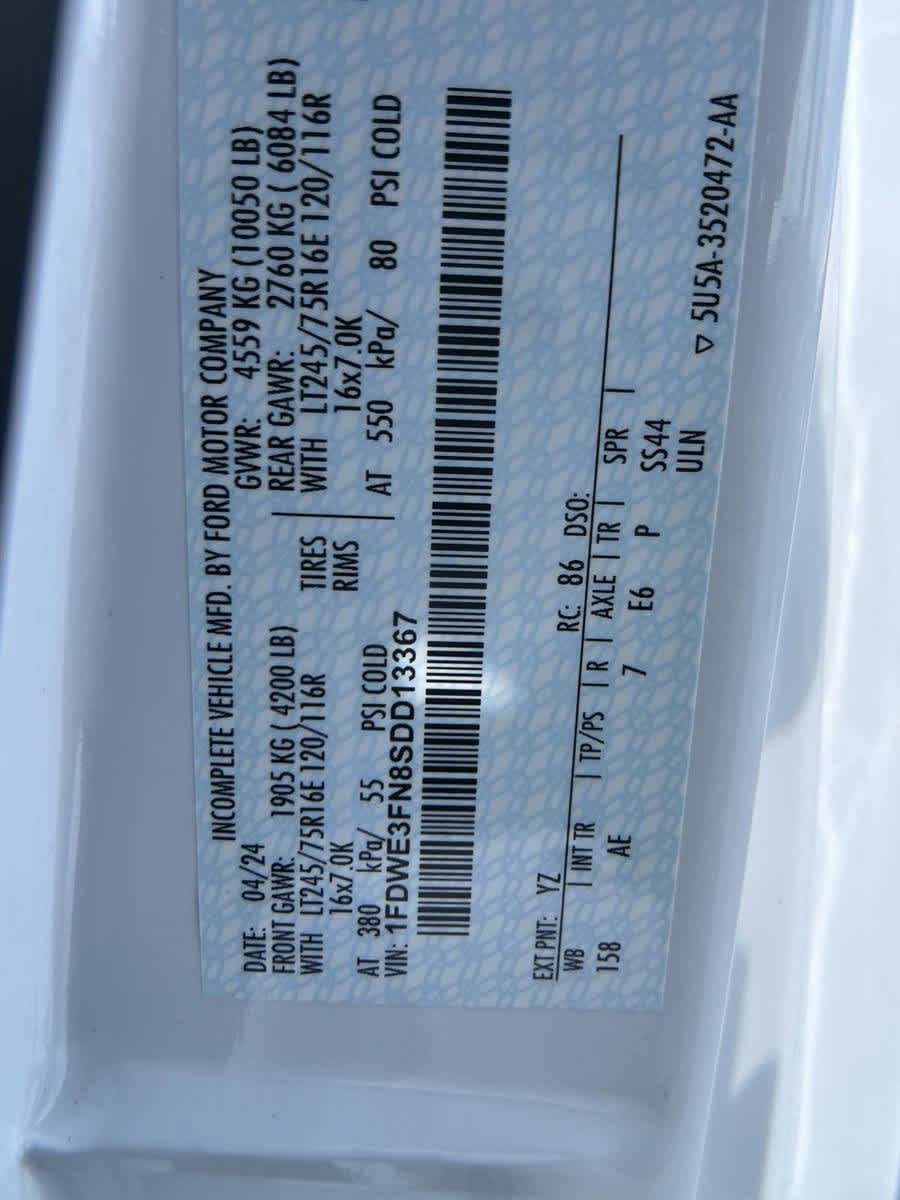 INCOMPLETE VEHICLE MFD. BY FORD MOTOR COMPANY
DATE: 04/24 GVWR: 4559 KG (10050 LB)
FRONT GAWR: 1905 KG ( 4200 LB) REAR GAWR: 2760 KG ( 6084 LB)
WITH LT245/75R16E 120/116R TIRES WITH LT245/75R16E 120/116R
16x7.0K RIMS 16x7.0K
AT 380 kPa/ 55 PSI COLD AT 550 kPa/ 80 PSI COLD
VIN: 1FDWE3FN8SDD13367
EXT PNT: YZ RC: 86 DSO:
WB | INT TR | TP/PS | R | AXLE | TR | SPR |
158 AE 7 E6 P SS44
ULN
▽ 5U5A-3520472-AA